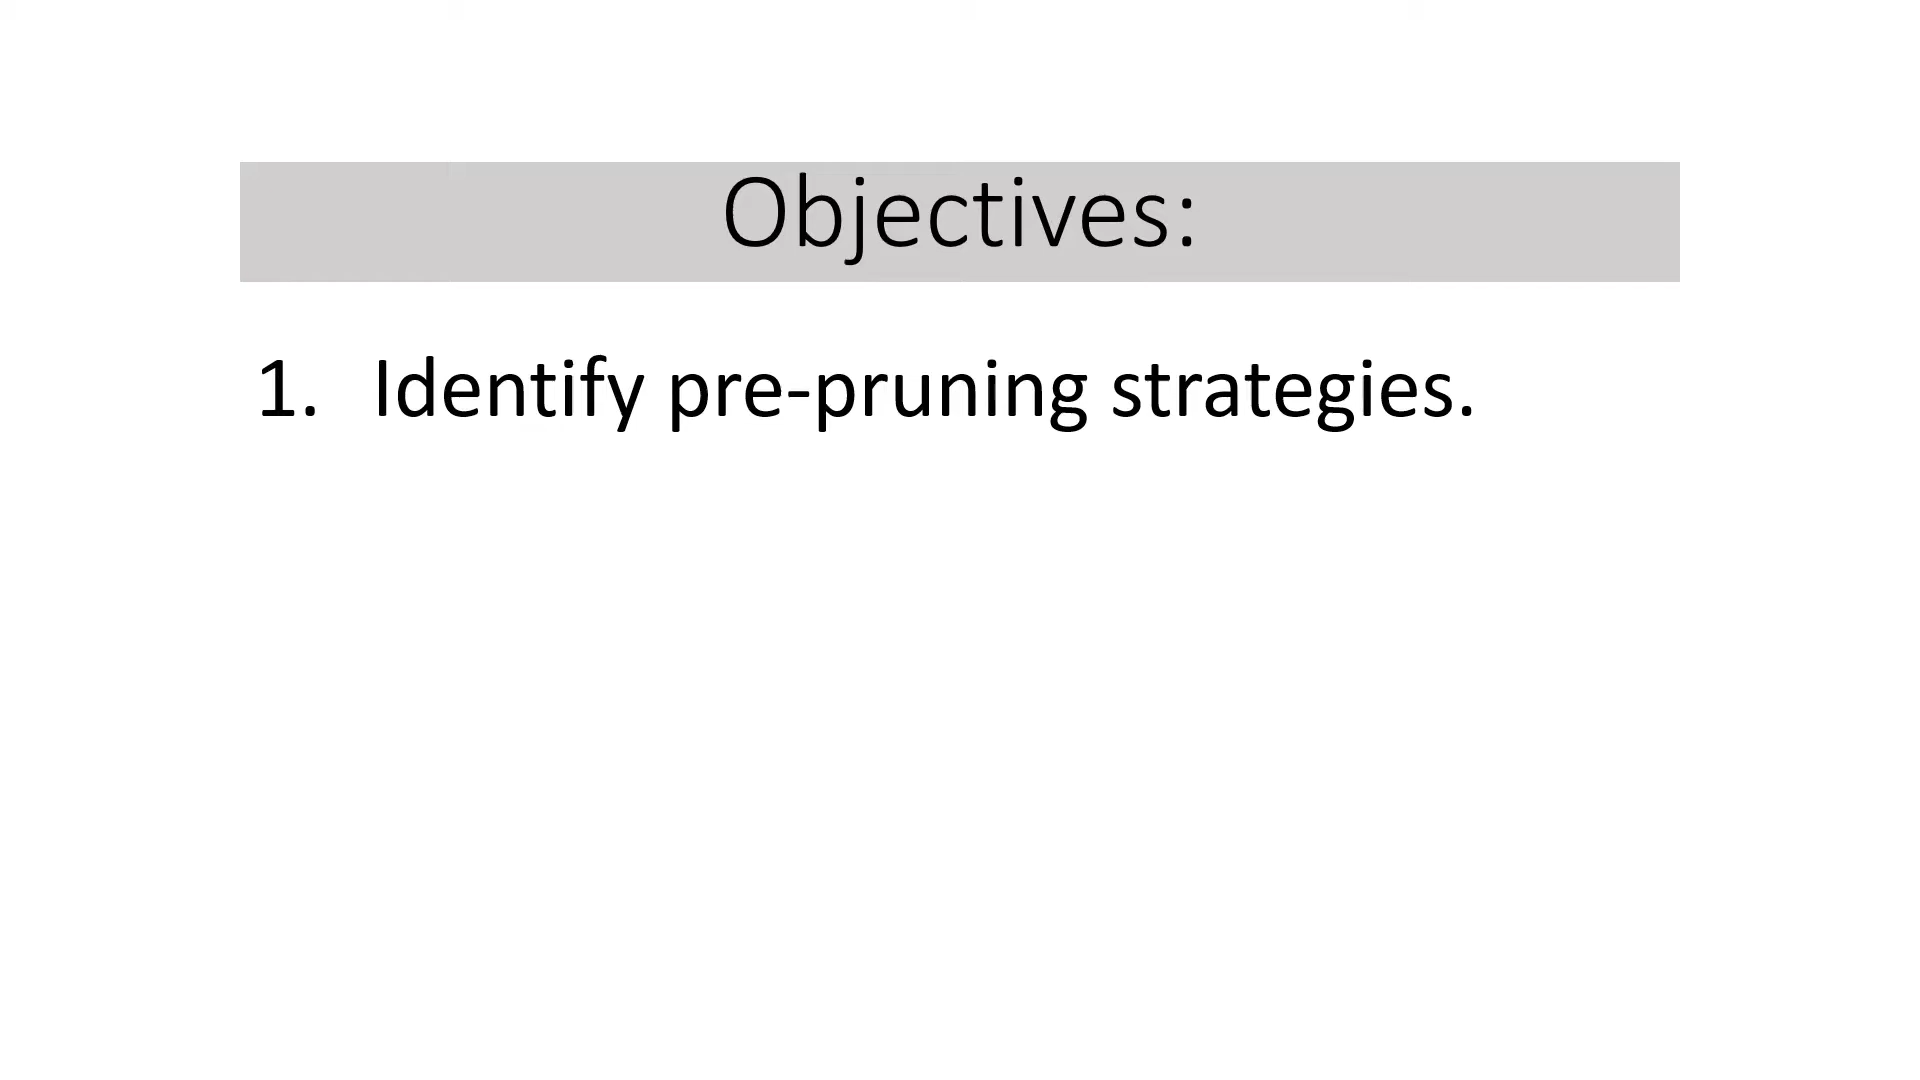 Objectives:
1. Identify pre-pruning strategies.